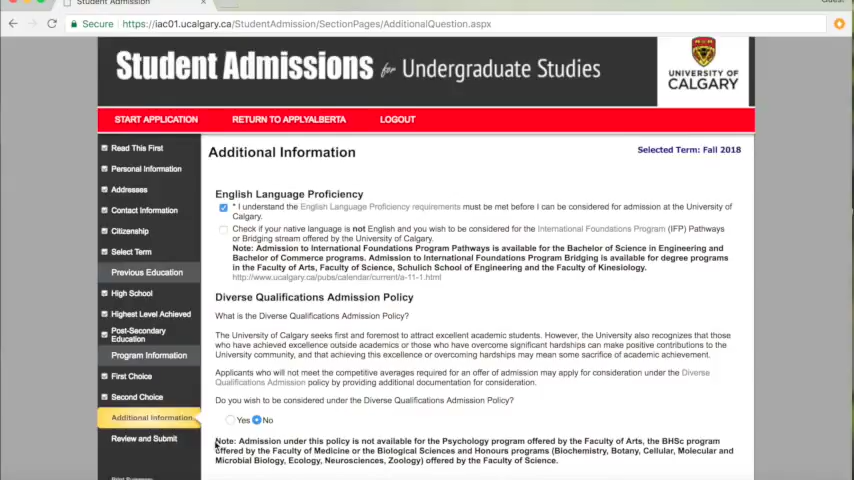 Student Admission
Guest
Secure https://iac01.ucalgary.ca/StudentAdmission/SectionPages/AdditionalQuestion.aspx
Student Admissions for Undergraduate Studies
UNIVERSITY OF
CALGARY
START APPLICATION RETURN TO APPLYALBERTA LOGOUT
Read This First
Personal Information
Addresses
Contact Information
Citizenship
Select Term
Previous Education
High School
Highest Level Achieved
Post-Secondary
Education
Program Information
First Choice
Second Choice
Additional Information
Review and Submit
Additional Information
Selected Term: Fall 2018
English Language Proficiency
* I understand the English Language Proficiency requirements must be met before I can be considered for admission at the University of
Calgary.
Check if your native language is not English and you wish to be considered for the International Foundations Program (IFP) Pathways
or Bridging stream offered by the University of Calgary.
Note: Admission to International Foundations Program Pathways is available for the Bachelor of Science in Engineering and
Bachelor of Commerce programs. Admission to International Foundations Program Bridging is available for degree programs
in the Faculty of Arts, Faculty of Science, Schulich School of Engineering and the Faculty of Kinesiology.
http://www.ucalgary.ca/pubs/calendar/current/a-11-1.html
Diverse Qualifications Admission Policy
What is the Diverse Qualifications Admission Policy?
The University of Calgary seeks first and foremost to attract excellent academic students. However, the University also recognizes that those
who have achieved excellence outside academics or those who have overcome significant hardships can make positive contributions to the
University community, and that achieving this excellence or overcoming hardships may mean some sacrifice of academic achievement.
Applicants who will not meet the competitive averages required for an offer of admission may apply for consideration under the Diverse
Qualifications Admission policy by providing additional documentation for consideration.
Do you wish to be considered under the Diverse Qualifications Admission Policy?
Yes No
Note: Admission under this policy is not available for the Psychology program offered by the Faculty of Arts, the BHSc program
offered by the Faculty of Medicine or the Biological Sciences and Honours programs (Biochemistry, Botany, Cellular, Molecular and
Microbial Biology, Ecology, Neurosciences, Zoology) offered by the Faculty of Science.